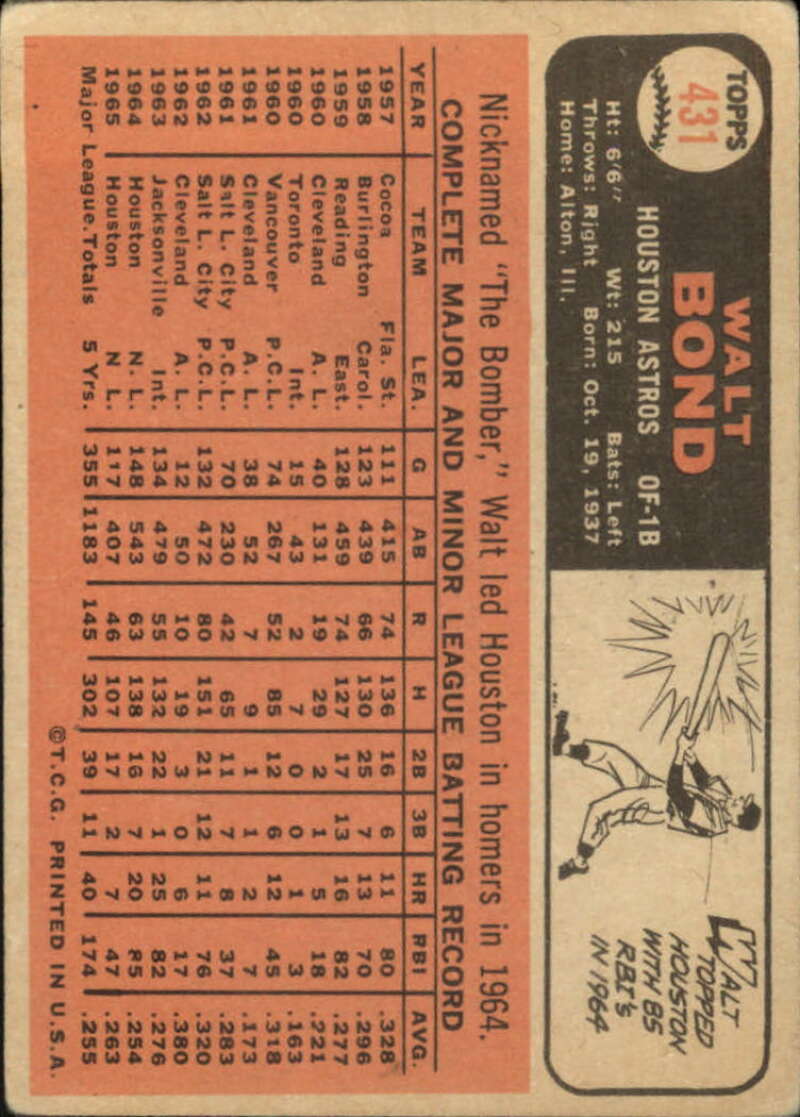 TOPPS
431
WALT
BOND
HOUSTON ASTROS OF-1B
Ht: 6'6" Wt: 215 Bats: Left
Throws: Right Born: Oct. 19, 1937
Home: Alton, Ill.
WALT
TOPPED
HOUSTON
WITH 85
RBI's
IN 1964
Nicknamed "The Bomber," Walt led Houston in homers in 1964.
COMPLETE MAJOR AND MINOR LEAGUE BATTING RECORD
YEAR TEAM LEA. G AB R H 2B 3B HR RBI AVG.
1957 Cocoa Fla. St. 111 415 74 136 16 6 11 80 .328
1958 Burlington Carol. 123 439 66 130 25 7 13 70 .296
1959 Reading East. 128 459 74 127 17 13 16 82 .277
1960 Cleveland A. L. 40 131 19 29 2 1 5 18 .221
1960 Toronto Int. 15 43 2 7 0 0 1 3 .163
1960 Vancouver P.C.L. 74 267 52 85 12 6 12 45 .318
1961 Cleveland A. L. 38 52 7 9 1 1 2 7 .173
1961 Salt L. City P.C.L. 70 230 42 65 11 7 8 37 .283
1962 Salt L. City P.C.L. 132 472 80 151 21 12 11 76 .320
1962 Cleveland A. L. 12 50 10 19 3 0 6 17 .380
1963 Jacksonville Int. 134 479 55 132 22 1 25 82 .276
1964 Houston N. L. 148 543 63 138 16 7 20 85 .254
1965 Houston N L. 117 407 46 107 17 2 7 47 .263
Major League Totals 5 Yrs. 355 1183 145 302 39 11 40 174 .255
©T.C.G. PRINTED IN U.S.A.